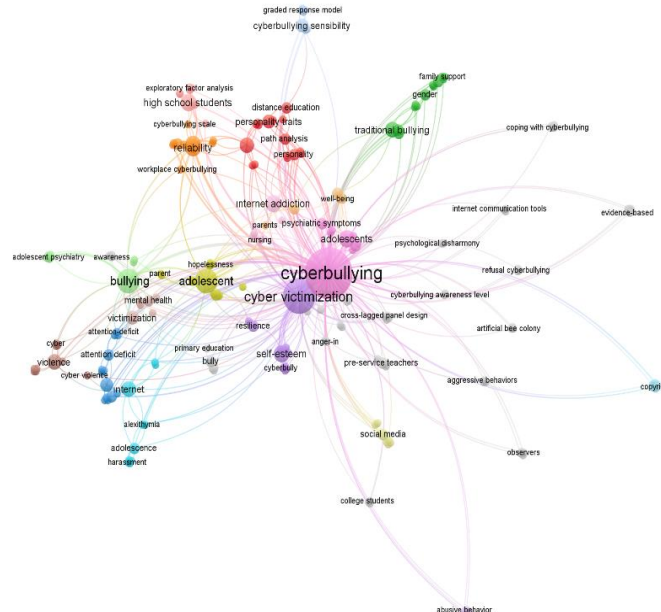 graded response model
cyberbullying sensibility
family support
exploratory factor analysis
gender
high school students
distance education
cyberbullying scale
personality traits
traditional bullying
coping with cyberbullying
path analysis
reliability
personality
workplace cyberbullying
well-being
internet addiction
internet communication tools
evidence-based
parents
psychiatric symptoms
nursing
adolescents
psychological disharmony
adolescent psychiatry
awareness
hopelessness
refusal cyberbullying
parent
cyberbullying
bullying
adolescent
cyber victimization
cyberbullying awareness level
mental health
victimization
cross-lagged panel design
resilience
artificial bee colony
attention-deficit
cyber
anger-in
primary education
attention deficit
self-esteem
violence
bully
pre-service teachers
cyberbully
cyber violence
aggressive behaviors
copyri
internet
alexithymia
social media
adolescence
observers
harassment
college students
abusive behavior